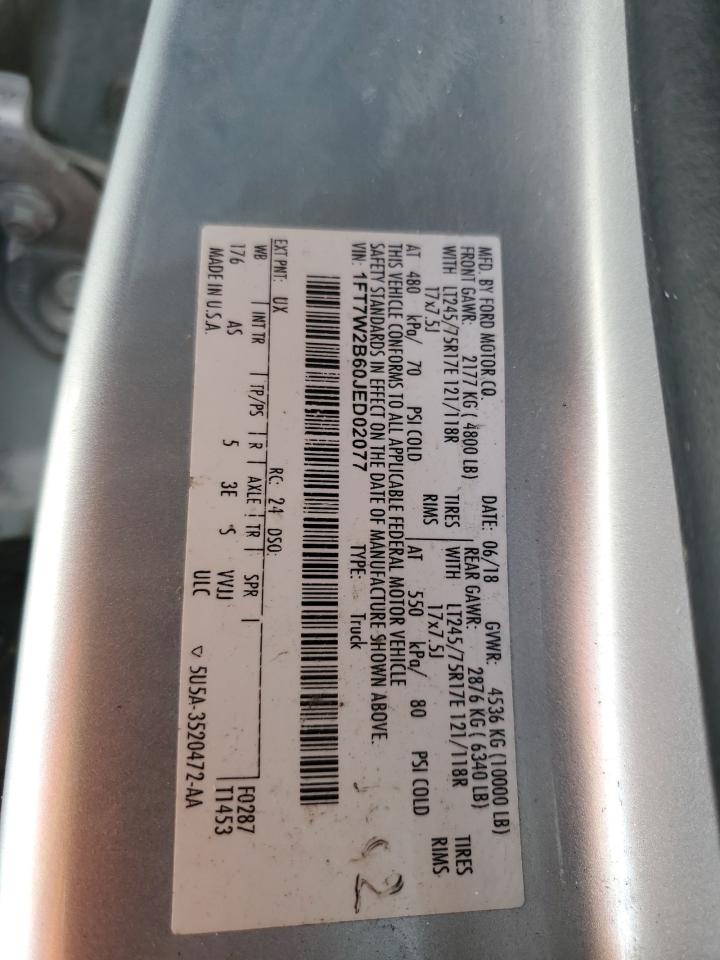 MFD. BY FORD MOTOR CO. DATE: 06/18 GVWR: 4536 KG (10000 LB)
FRONT GAWR: 2177 KG ( 4800 LB) REAR GAWR: 2876 KG ( 6340 LB)
WITH LT245/75R17E 121/118R TIRES WITH LT245/75R17E 121/118R TIRES
17x7.5J RIMS 17x7.5J RIMS
AT 480 kPa/ 70 PSI COLD AT 550 kPa/ 80 PSI COLD
THIS VEHICLE CONFORMS TO ALL APPLICABLE FEDERAL MOTOR VEHICLE
SAFETY STANDARDS IN EFFECT ON THE DATE OF MANUFACTURE SHOWN ABOVE.
VIN: 1FT7W2B60JED02077 TYPE: Truck
EXT PNT: UX RC: 24 DSO:
WB INT TR TP/PS R AXLE TR SPR F0287
176 AS 5 3E S VVJJ T1453
MADE IN U.S.A. ULC 5U5A-3520472-AA